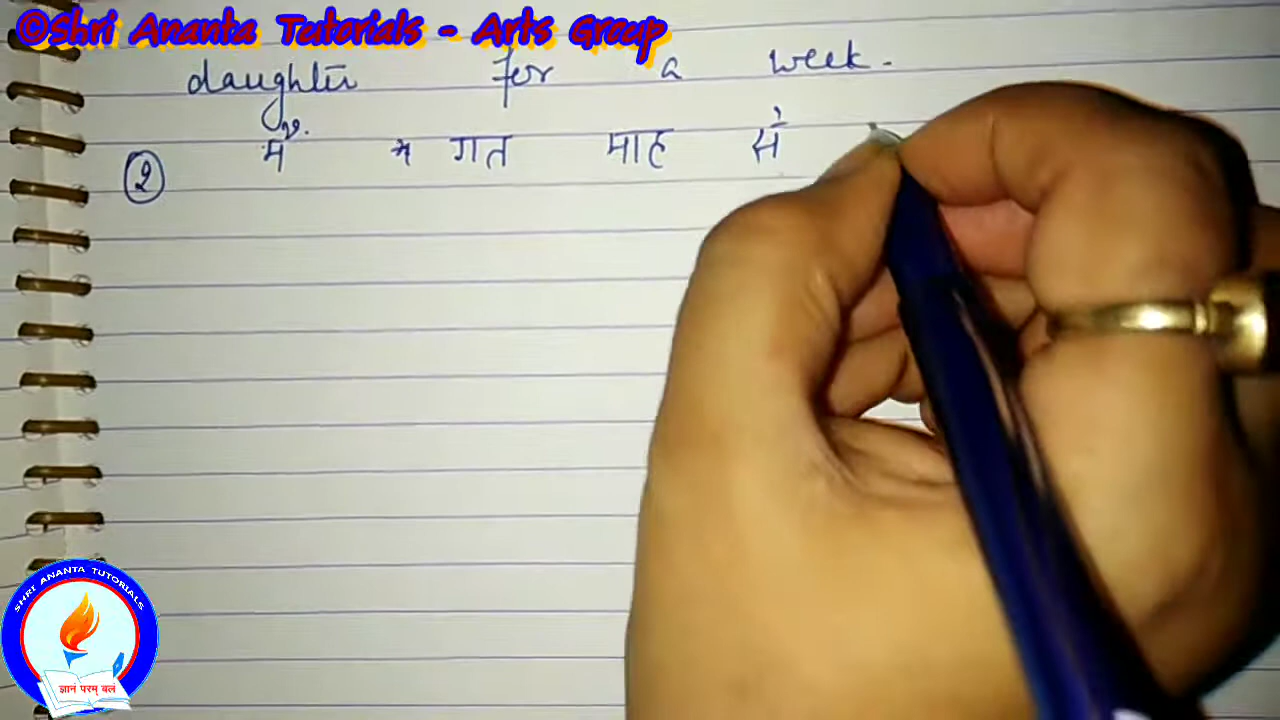 ©Shri Ananta Tutorials - Arts Group
daughter for a week.
② मैं गत माह से
SHRI ANANTA TUTORIALS
ज्ञानं परमं बलं